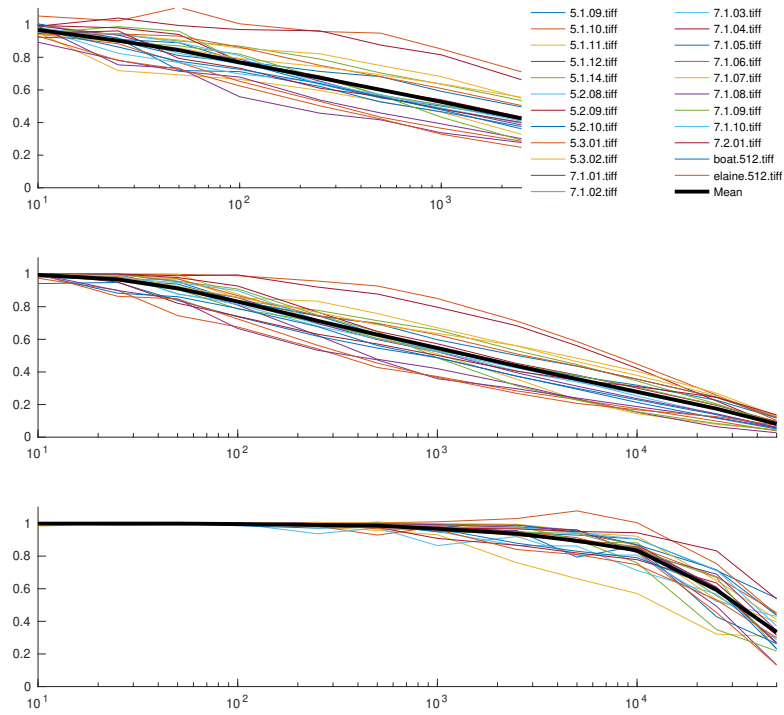 1
0.8
0.6
0.4
0.2
0
10^1
10^2
10^3
5.1.09.tiff
5.1.10.tiff
5.1.11.tiff
5.1.12.tiff
5.1.14.tiff
5.2.08.tiff
5.2.09.tiff
5.2.10.tiff
5.3.01.tiff
5.3.02.tiff
7.1.01.tiff
7.1.02.tiff
7.1.03.tiff
7.1.04.tiff
7.1.05.tiff
7.1.06.tiff
7.1.07.tiff
7.1.08.tiff
7.1.09.tiff
7.1.10.tiff
7.2.01.tiff
boat.512.tiff
elaine.512.tiff
Mean
1
0.8
0.6
0.4
0.2
0
10^1
10^2
10^3
10^4
1
0.8
0.6
0.4
0.2
0
10^1
10^2
10^3
10^4